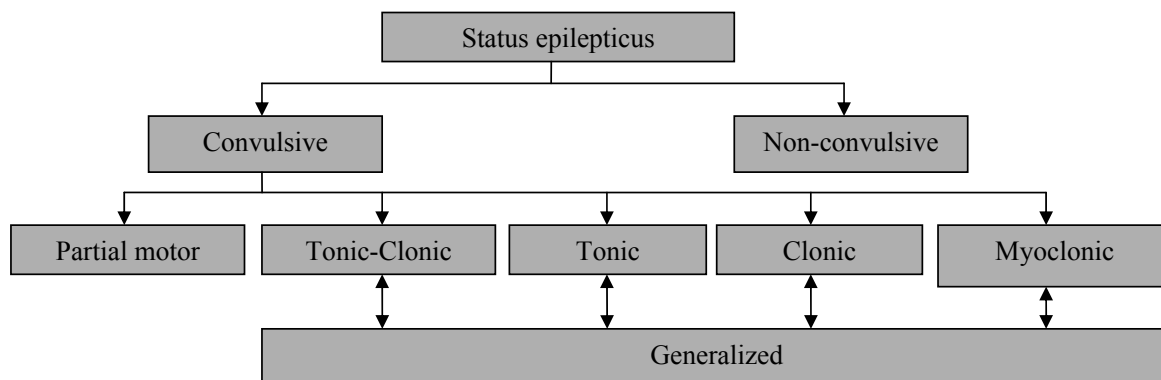 Status epilepticus
Convulsive
Non-convulsive
Partial motor
Tonic-Clonic
Tonic
Clonic
Myoclonic
Generalized